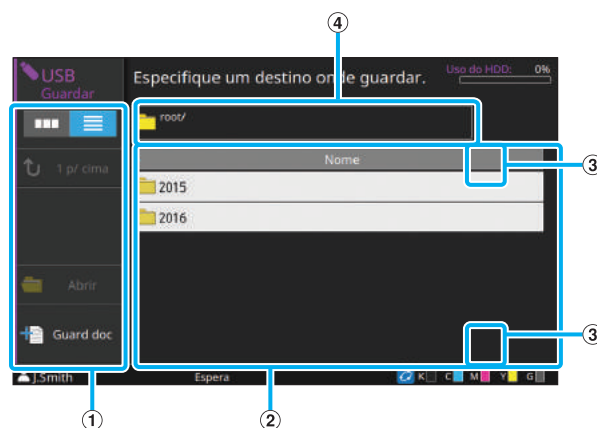 ④
USB
Guardar
Especifique um destino onde guardar.
Uso do HDD: 0%
root/
1 p/ cima
Nome
③
2015
2016
Abrir
Guard doc
③
J.Smith
Espera
K C M Y G
① ②